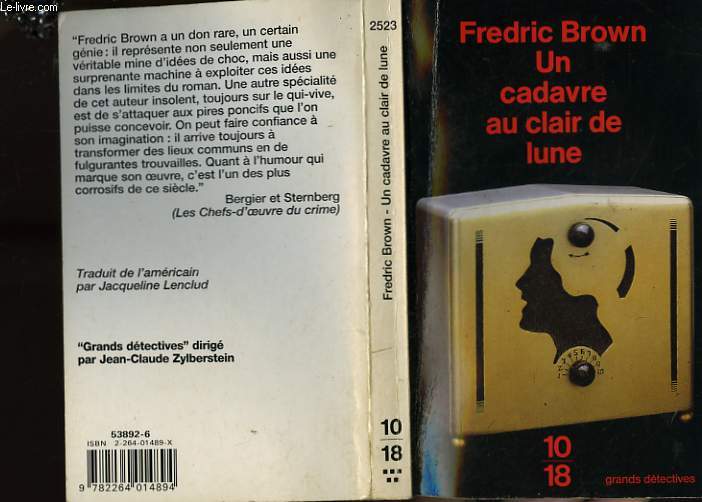 Le-livre.com
"Fredric Brown a un don rare, un certain
génie : il représente non seulement une
véritable mine d'idées de choc, mais aussi une
surprenante machine à exploiter ces idées
dans les limites du roman. Une autre spécialité
de cet auteur insolent, toujours sur le qui-vive,
est de s'attaquer aux pires poncifs que l'on
puisse concevoir. On peut faire confiance à
son imagination : il arrive toujours à
transformer des lieux communs en de
fulgurantes trouvailles. Quant à l'humour qui
marque son œuvre, c'est l'un des plus
corrosifs de ce siècle."
Bergier et Sternberg
(Les Chefs-d'œuvre du crime)
Traduit de l'américain
par Jacqueline Lenclud
"Grands détectives" dirigé
par Jean-Claude Zylberstein
53892-6
ISBN 2-264-01489-X
9 782264 014894
2523
Fredric Brown - Un cadavre au clair de lune
10
18
Fredric Brown
Un
cadavre
au clair de
lune
10
18
grands détectives